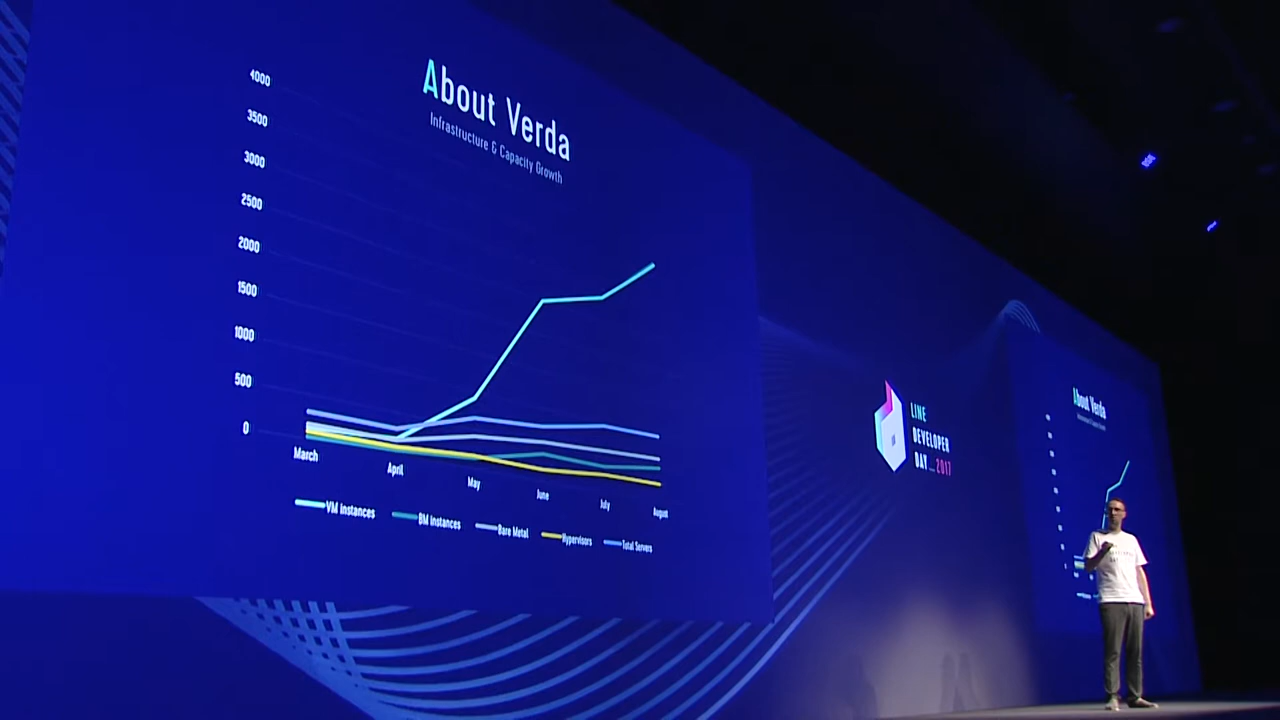 About Verda
Infrastructure & Capacity Growth
4000
3500
3000
2500
2000
1500
1000
500
0
March
April
May
June
July
August
VM Instances
BM Instances
Bare Metal
Hypervisors
Total Servers
LINE
DEVELOPER
DAY_2017
About Verda